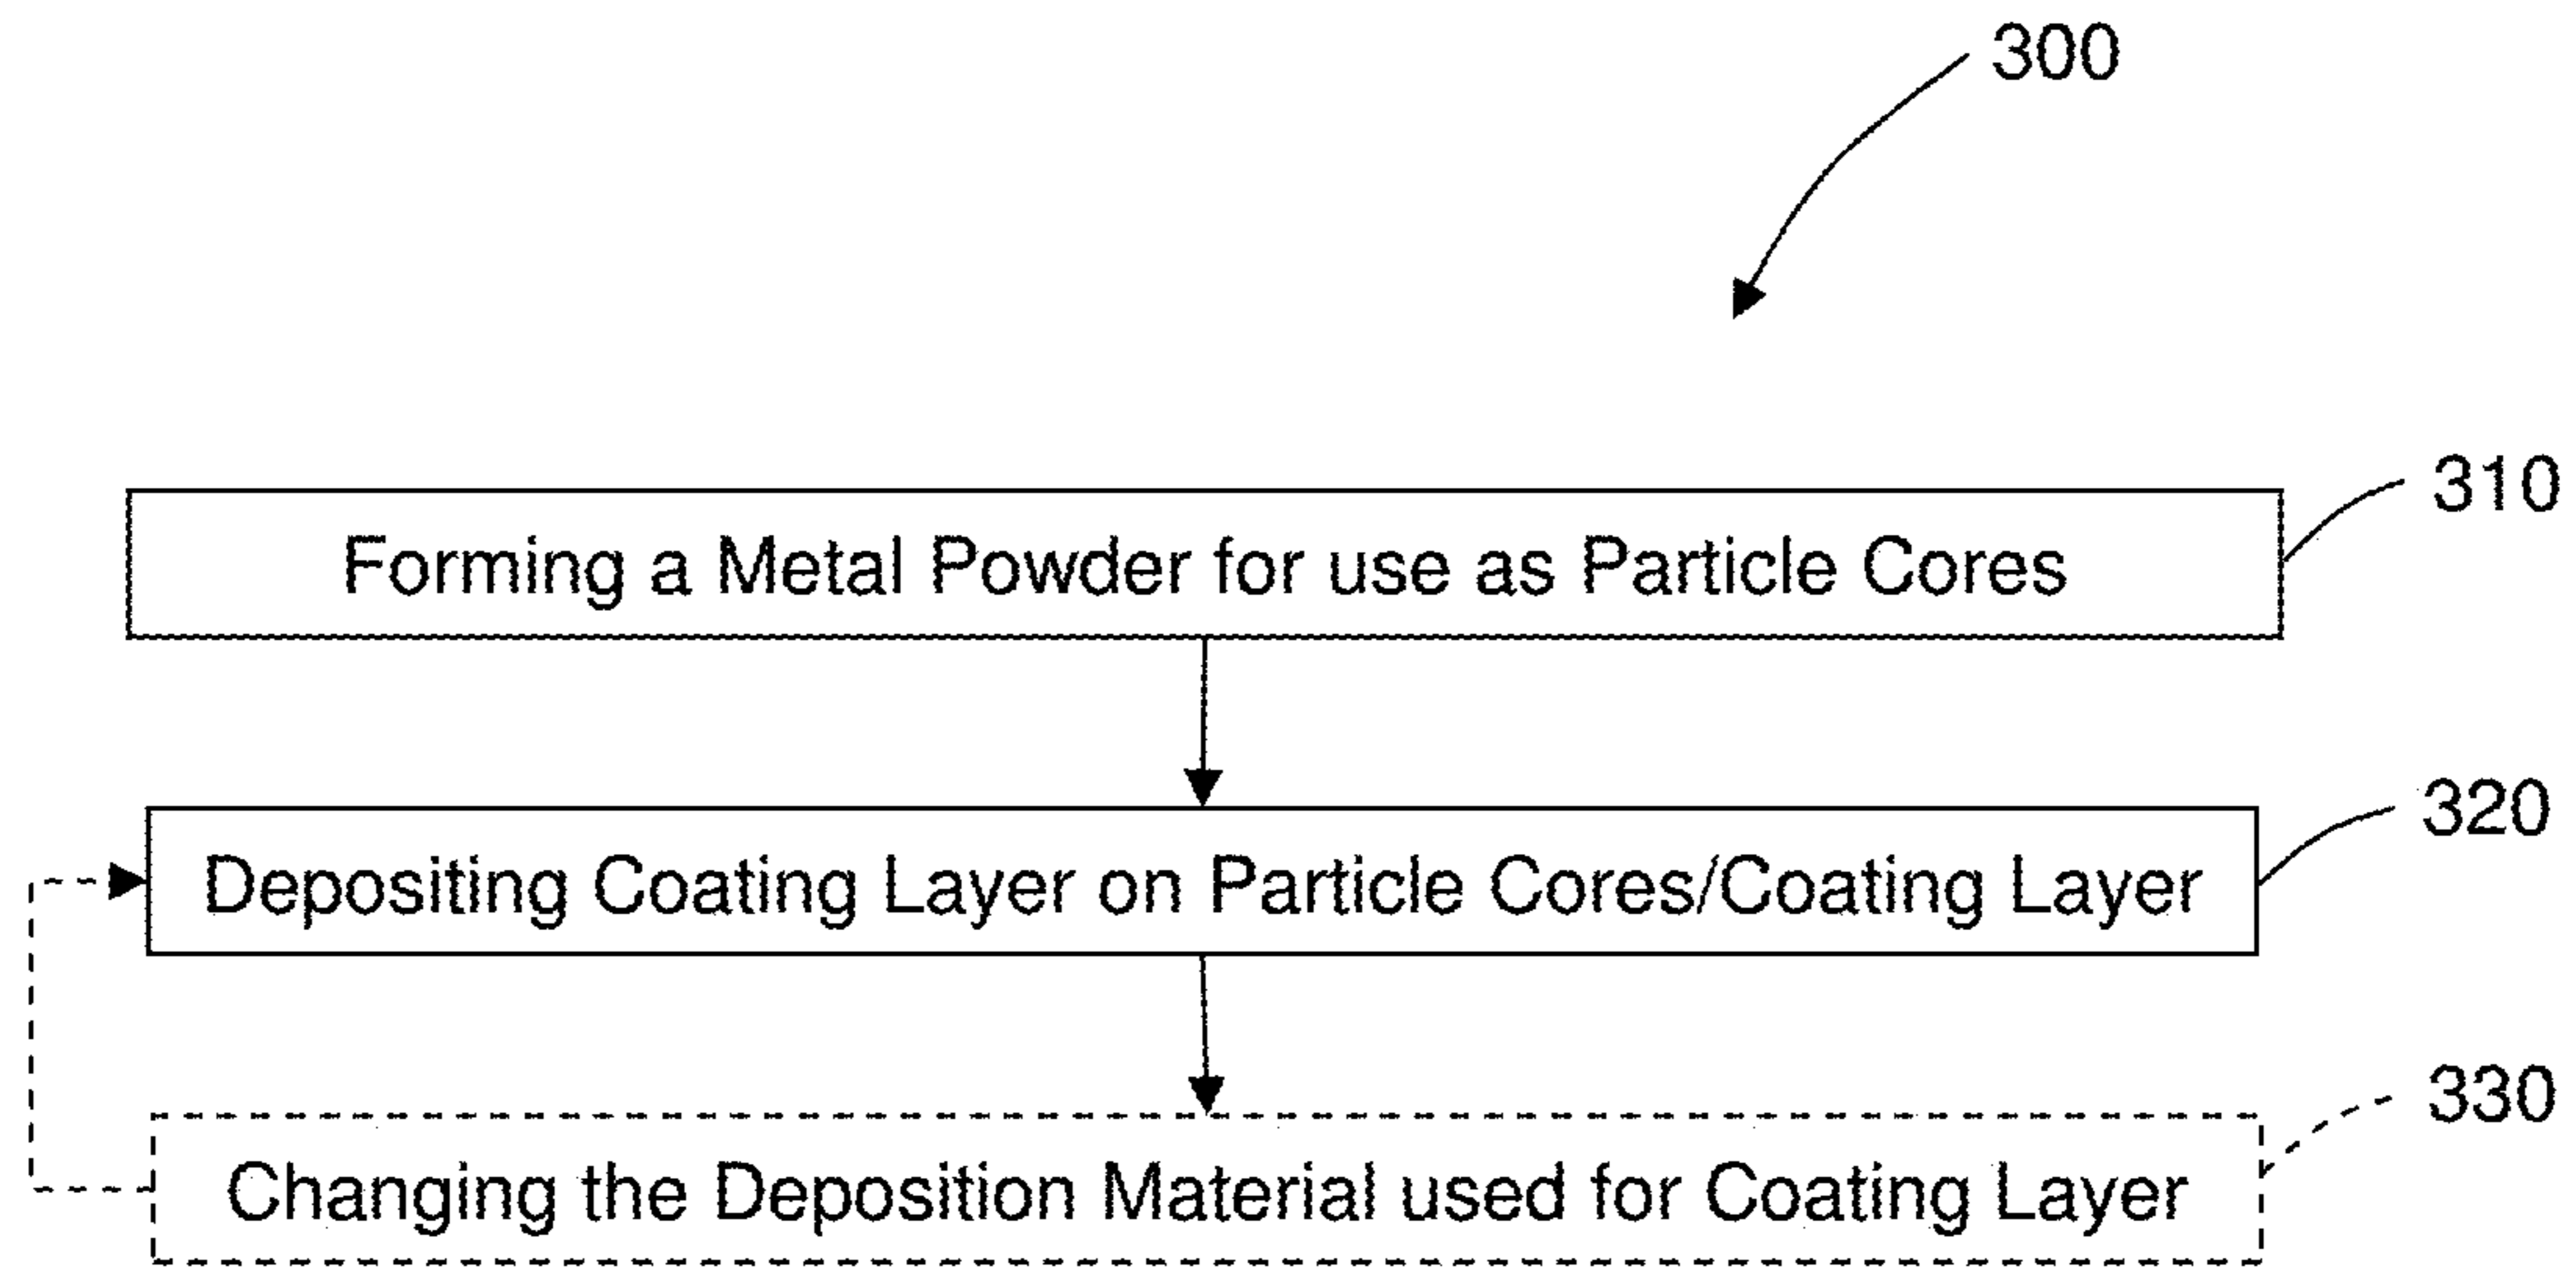 300
310
Forming a Metal Powder for use as Particle Cores
320
Depositing Coating Layer on Particle Cores/Coating Layer
330
Changing the Deposition Material used for Coating Layer